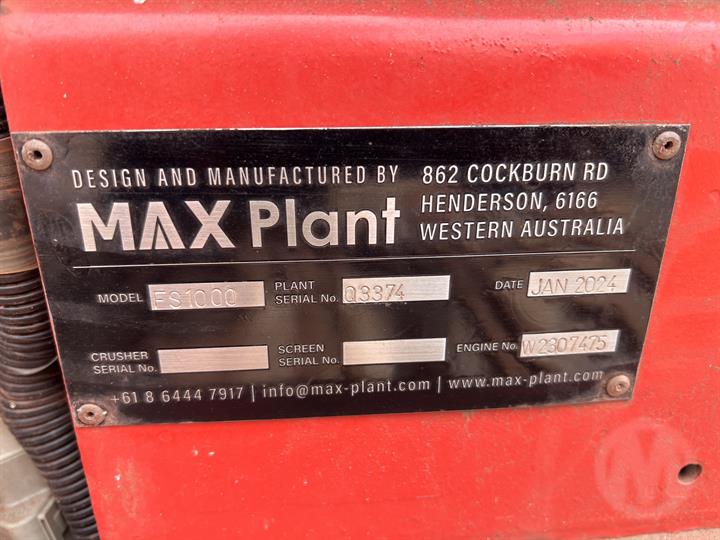 DESIGN AND MANUFACTURED BY
MAX Plant
862 COCKBURN RD
HENDERSON, 6166
WESTERN AUSTRALIA
MODEL FS1000
PLANT SERIAL No. Q3374
DATE JAN 2024
CRUSHER SERIAL No.
SCREEN SERIAL No.
ENGINE No. W2307475
+61 8 6444 7917 | info@max-plant.com | www.max-plant.com
M